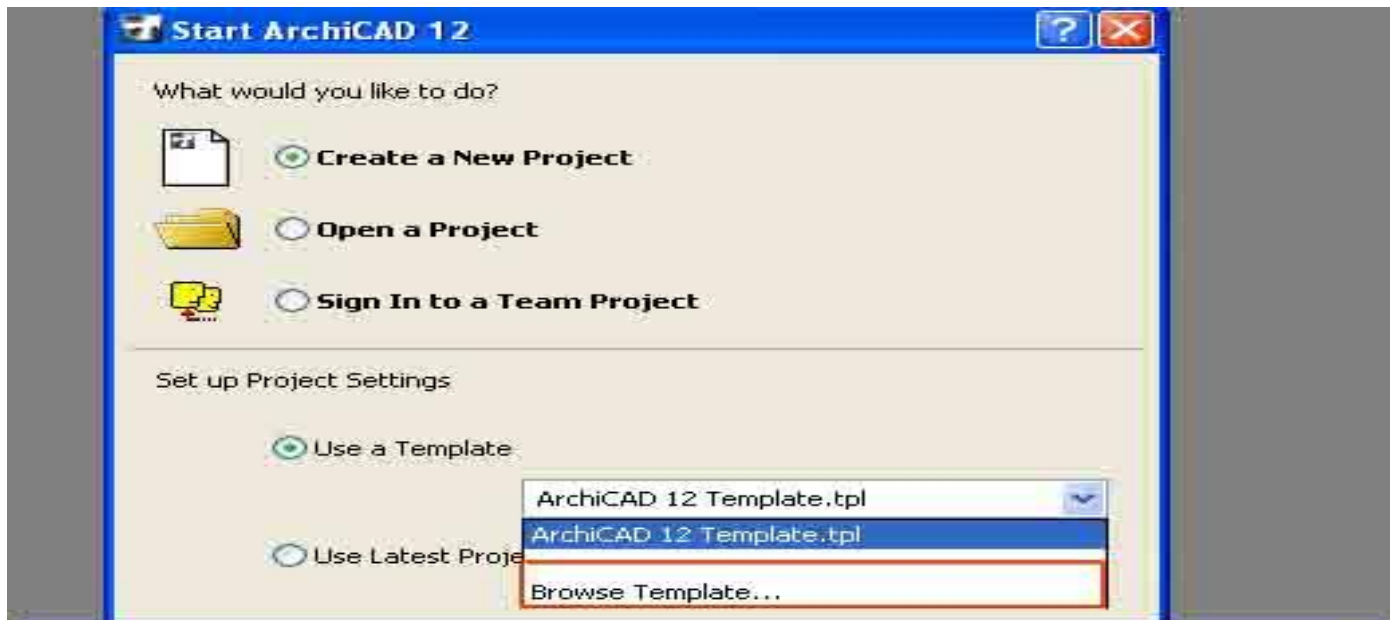 Start ArchiCAD 12
What would you like to do?
Create a New Project
Open a Project
Sign In to a Team Project
Set up Project Settings
Use a Template
ArchiCAD 12 Template.tpl
ArchiCAD 12 Template.tpl
Use Latest Proje
Browse Template...